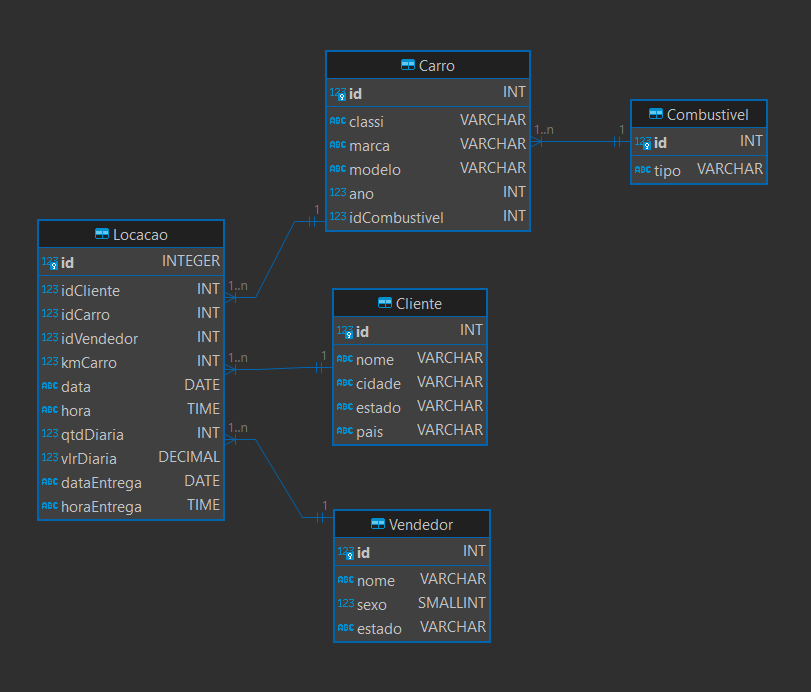 Carro
123 id INT
ABC classi VARCHAR
ABC marca VARCHAR
ABC modelo VARCHAR
123 ano INT
123 idCombustivel INT
1..n
1
Combustivel
123 id INT
ABC tipo VARCHAR
Locacao
123 id INTEGER
123 idCliente INT
123 idCarro INT
123 idVendedor INT
123 kmCarro INT
ABC data DATE
ABC hora TIME
123 qtdDiaria INT
123 vlrDiaria DECIMAL
ABC dataEntrega DATE
ABC horaEntrega TIME
1..n
1
1..n
1
1..n
1
Cliente
123 id INT
ABC nome VARCHAR
ABC cidade VARCHAR
ABC estado VARCHAR
ABC pais VARCHAR
Vendedor
123 id INT
ABC nome VARCHAR
123 sexo SMALLINT
ABC estado VARCHAR